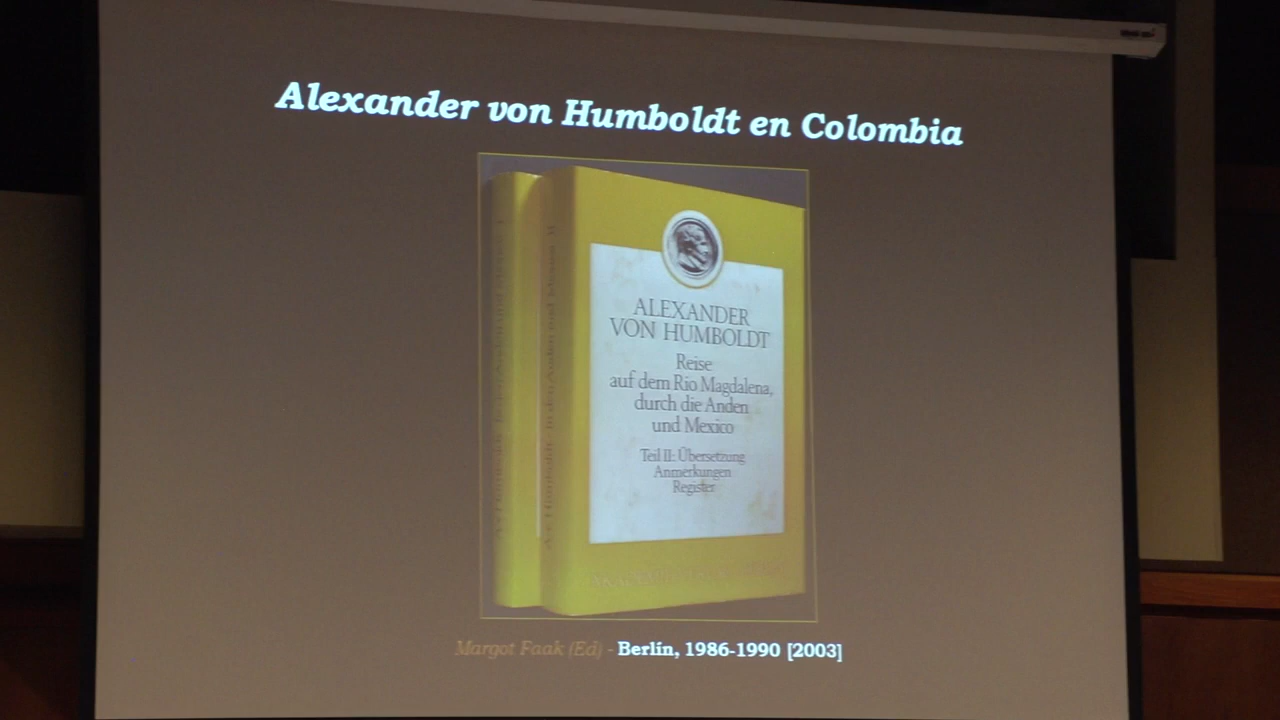 Alexander von Humboldt en Colombia
ALEXANDER
VON HUMBOLDT
Reise
auf dem Río Magdalena,
durch die Anden
und Mexico
Teil II: Übersetzung
Anmerkungen
Register
Margot Faak (Ed) - Berlín, 1986-1990 [2003]